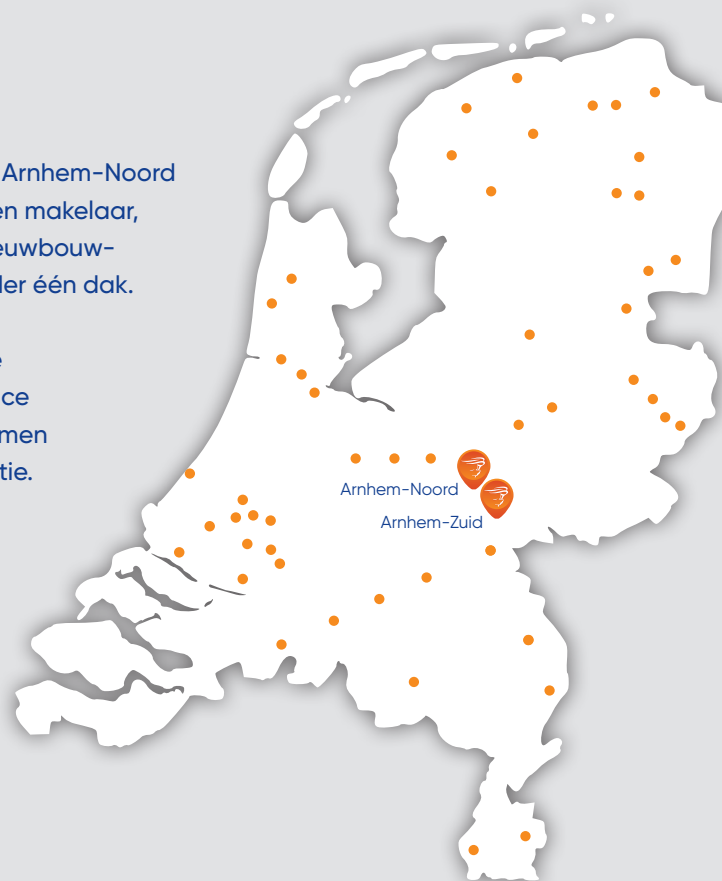 Arnhem-Noord
en makelaar,
euwbouw-
der één dak.
ce
men
tie.
Arnhem-Noord
Arnhem-Zuid